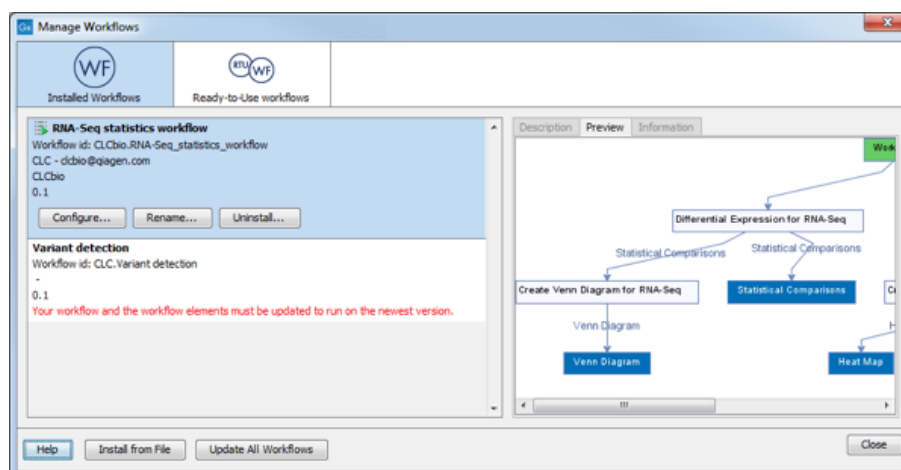 Gx Manage Workflows
WF
RTU WF
Installed Workflows
Ready-to-Use workflows
RNA-Seq statistics workflow
Workflow id: CLCbio.RNA-Seq_statistics_workflow
CLC - clcbio@qiagen.com
CLCbio
0.1
Configure...
Rename...
Uninstall...
Variant detection
Workflow id: CLC.Variant detection
-
0.1
Your workflow and the workflow elements must be updated to run on the newest version.
Description
Preview
Information
Work
Differential Expression for RNA-Seq
Statistical Comparisons
Statistical Comparisons
Create Venn Diagram for RNA-Seq
Statistical Comparisons
Venn Diagram
Venn Diagram
Heat Map
Help
Install from File
Update All Workflows
Close